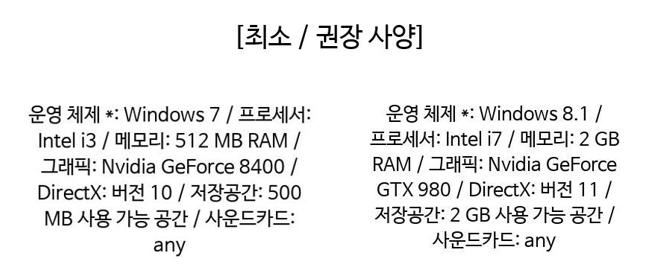 [최소 / 권장 사양]
운영 체제 *: Windows 7 / 프로세서:
Intel i3 / 메모리: 512 MB RAM /
그래픽: Nvidia GeForce 8400 /
DirectX: 버전 10 / 저장공간: 500
MB 사용 가능 공간 / 사운드카드:
any
운영 체제 *: Windows 8.1 /
프로세서: Intel i7 / 메모리: 2 GB
RAM / 그래픽: Nvidia GeForce
GTX 980 / DirectX: 버전 11 /
저장공간: 2 GB 사용 가능 공간 /
사운드카드: any